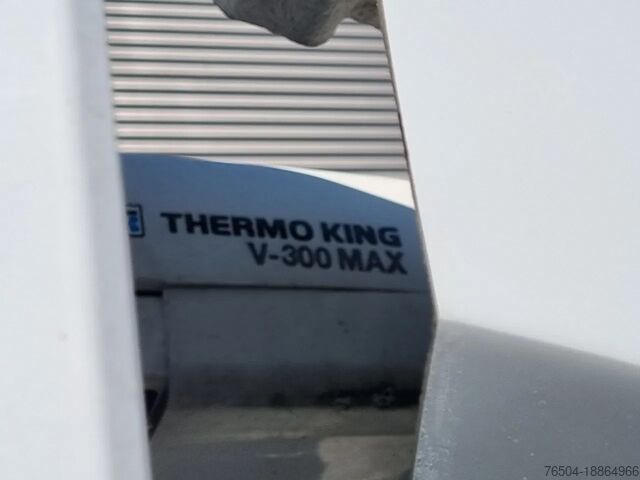 THERMO KING
V-300 MAX
76504-18864966